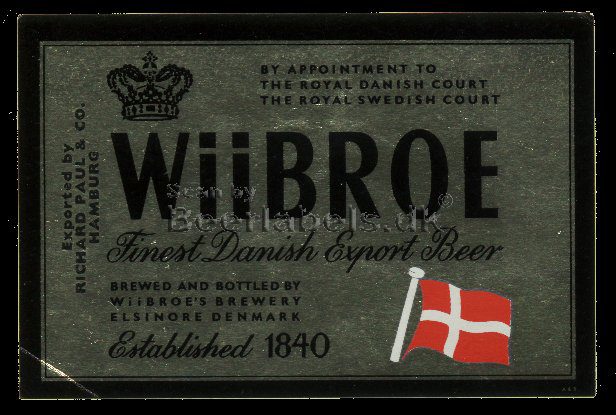 BY APPOINTMENT TO
THE ROYAL DANISH COURT
THE ROYAL SWEDISH COURT
WiiBROE
Scan by
Beerlabels.dk©
Finest Danish Export Beer
BREWED AND BOTTLED BY
WiiBROE'S BREWERY
ELSINORE DENMARK
Established 1840
Exported by
RICHARD PAUL & CO.
HAMBURG